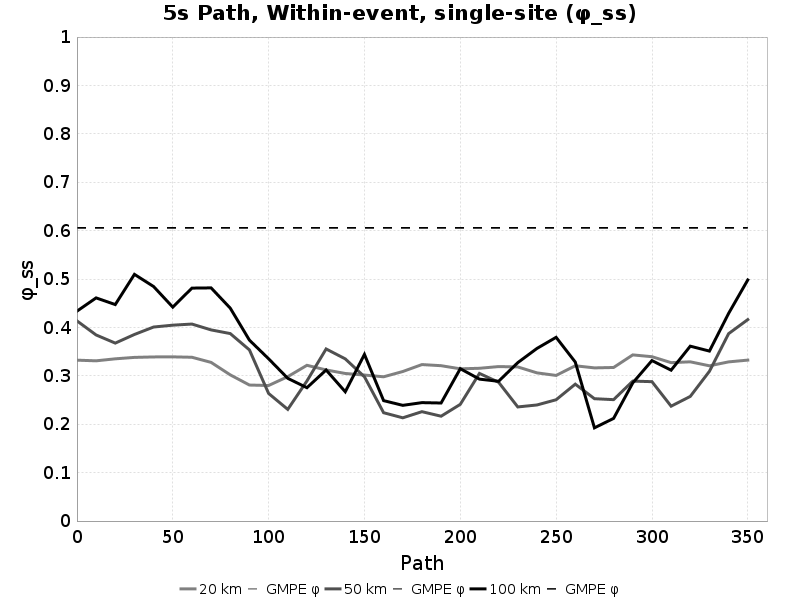 5s Path, Within-event, single-site (φ_ss)
1
0.9
0.8
0.7
0.6
0.5
0.4
0.3
0.2
0.1
0
φ_ss
0 50 100 150 200 250 300 350
Path
20 km GMPE φ 50 km GMPE φ 100 km GMPE φ